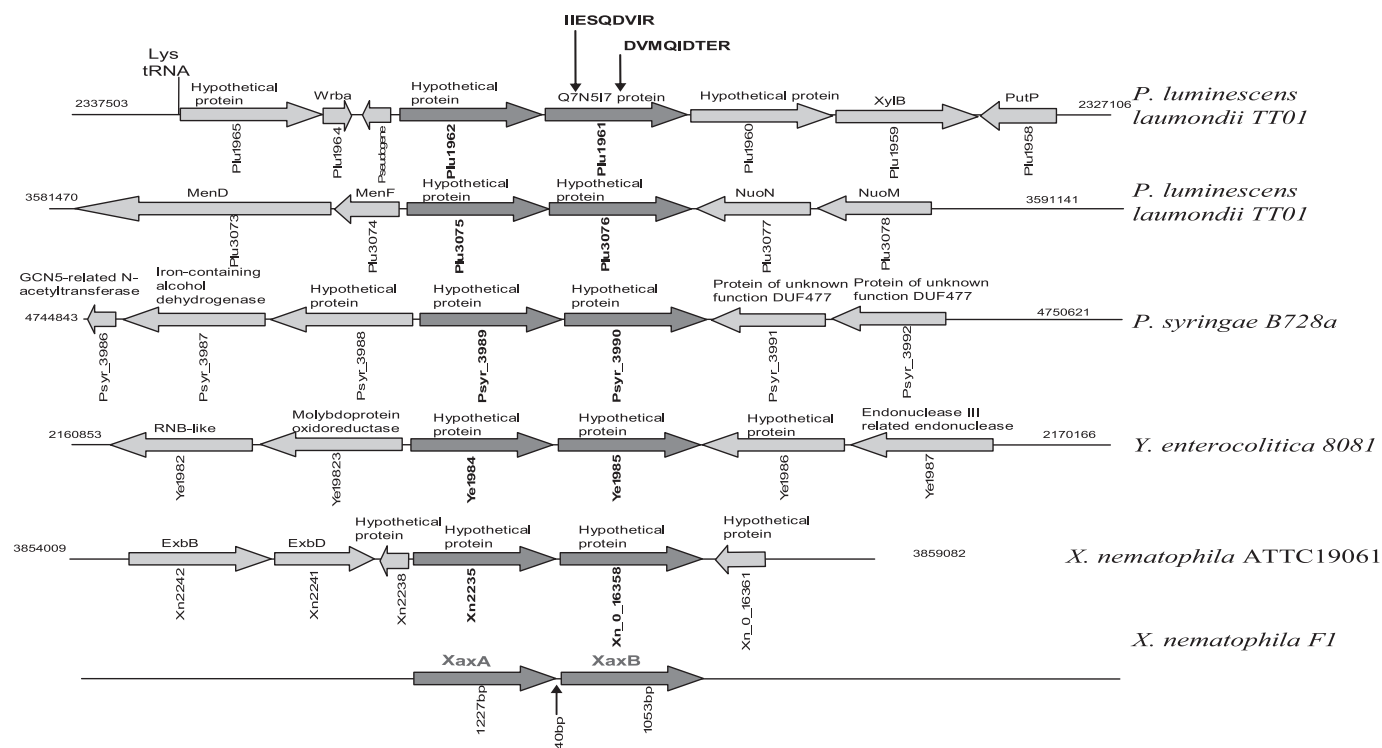 IIESQDVIR
DVMQIDTER
Lys
tRNA
Hypothetical
protein
Wrba
Hypothetical
protein
Q7N5I7 protein
Hypothetical protein
XylB
PutP
2337503
2327106
P. luminescens
laumondii TT01
Plu1965
Plu1964
Pseudogene
Plu1962
Plu1961
Plu1960
Plu1959
Plu1958
3581470
MenD
MenF
Hypothetical
protein
Hypothetical
protein
NuoN
NuoM
3591141
P. luminescens
laumondii TT01
Plu3073
Plu3074
Plu3075
Plu3076
Plu3077
Plu3078
GCN5-related N-
acetyltransferase
Iron-containing
alcohol
dehydrogenase
Hypothetical
protein
Hypothetical
protein
Hypothetical
protein
Protein of unknown
function DUF477
Protein of unknown
function DUF477
4744843
4750621
P. syringae B728a
Psyr_3986
Psyr_3987
Psyr_3988
Psyr_3989
Psyr_3990
Psyr_3991
Psyr_3992
2160853
RNB-like
Molybdoprotein
oxidoreductase
Hypothetical
protein
Hypothetical
protein
Hypothetical
protein
Endonuclease III
related endonuclease
2170166
Y. enterocolitica 8081
Ye1982
Ye19823
Ye1984
Ye1985
Ye1986
Ye1987
3854009
ExbB
ExbD
Hypothetical
protein
Hypothetical
protein
Hypothetical
protein
Hypothetical
protein
3859082
X. nematophila ATTC19061
Xn2242
Xn2241
Xn2238
Xn2235
Xn_0_16358
Xn_0_16361
X. nematophila F1
XaxA
XaxB
1227bp
40bp
1053bp